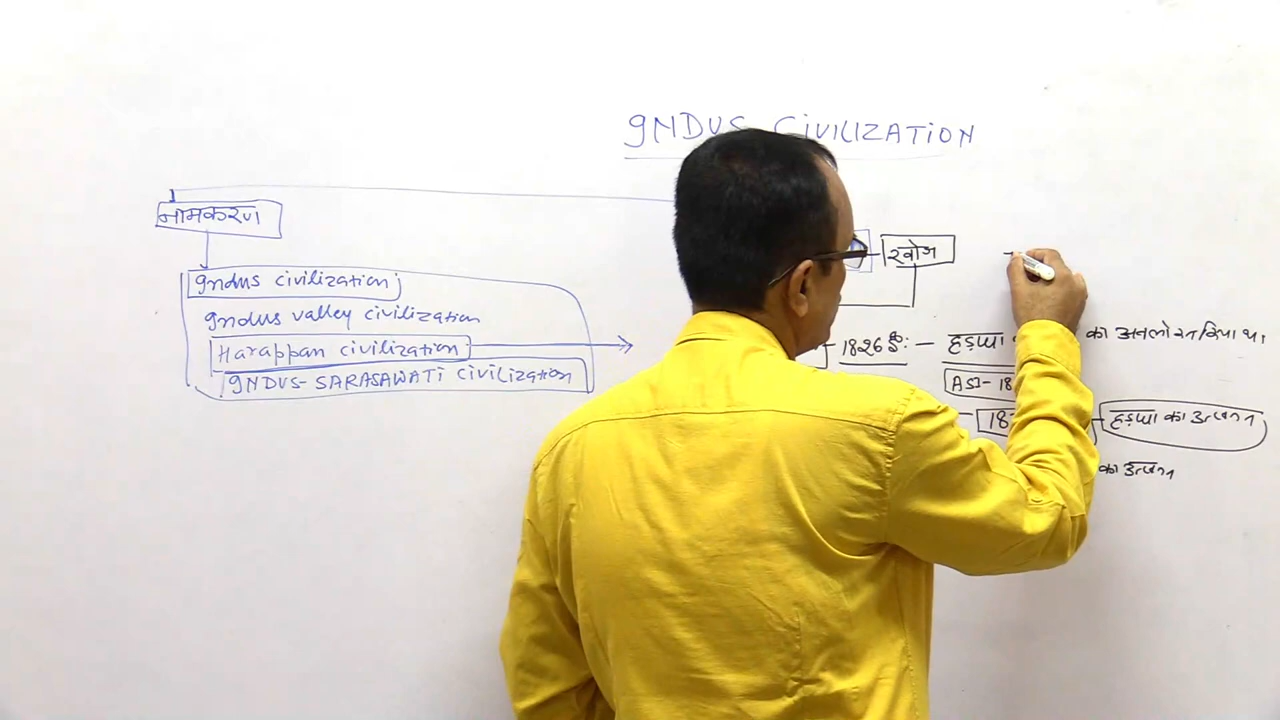 INDUS CIVILIZATION
नामकरण
खोज
Indus civilization
Indus valley civilization
Harappan civilization
INDUS-SARASAWATI CIVILIZATION
1826 ई:- हड़प्पा का अवलोकन किया था।
ASI-18
18
हड़प्पा का उत्खनन
का उत्खनन